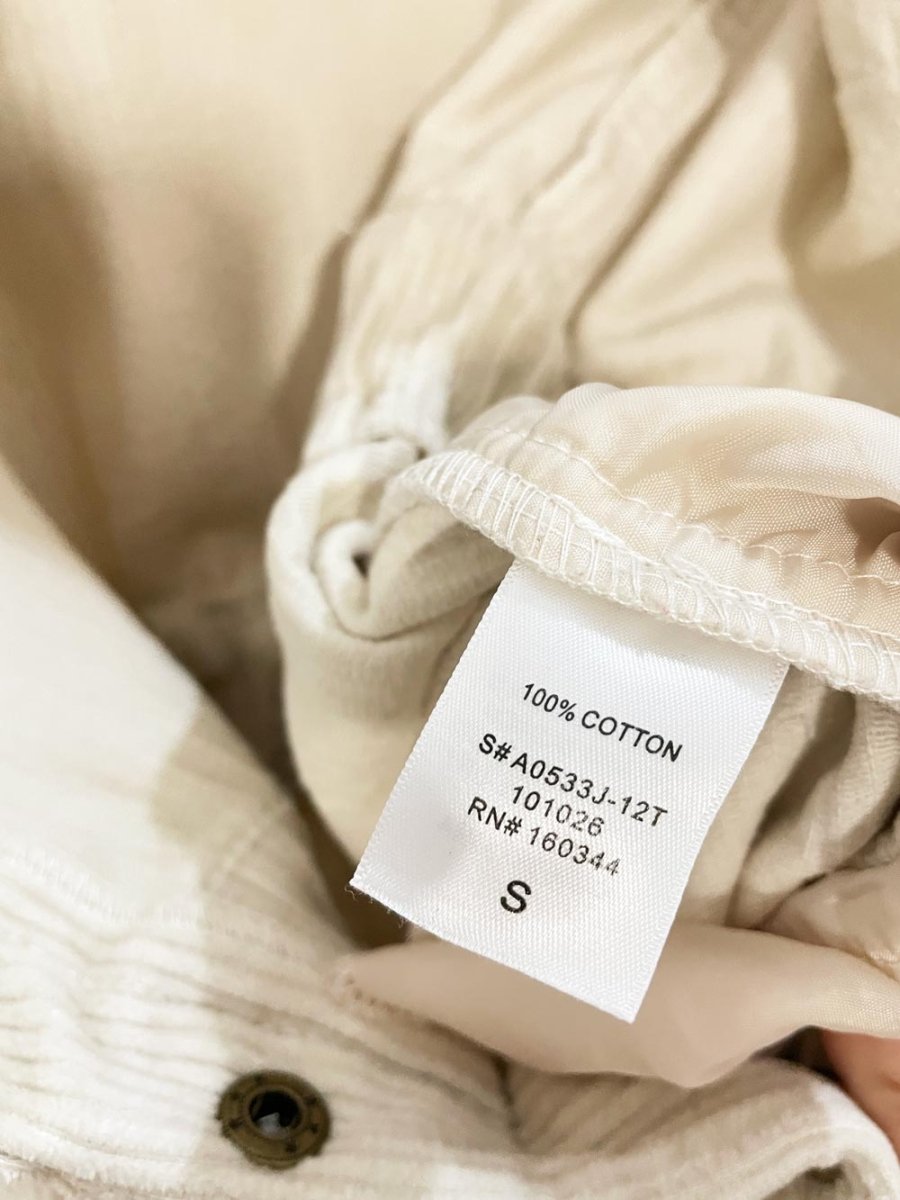 100% COTTON
S# A0533J-12T
101026
RN# 160344
S